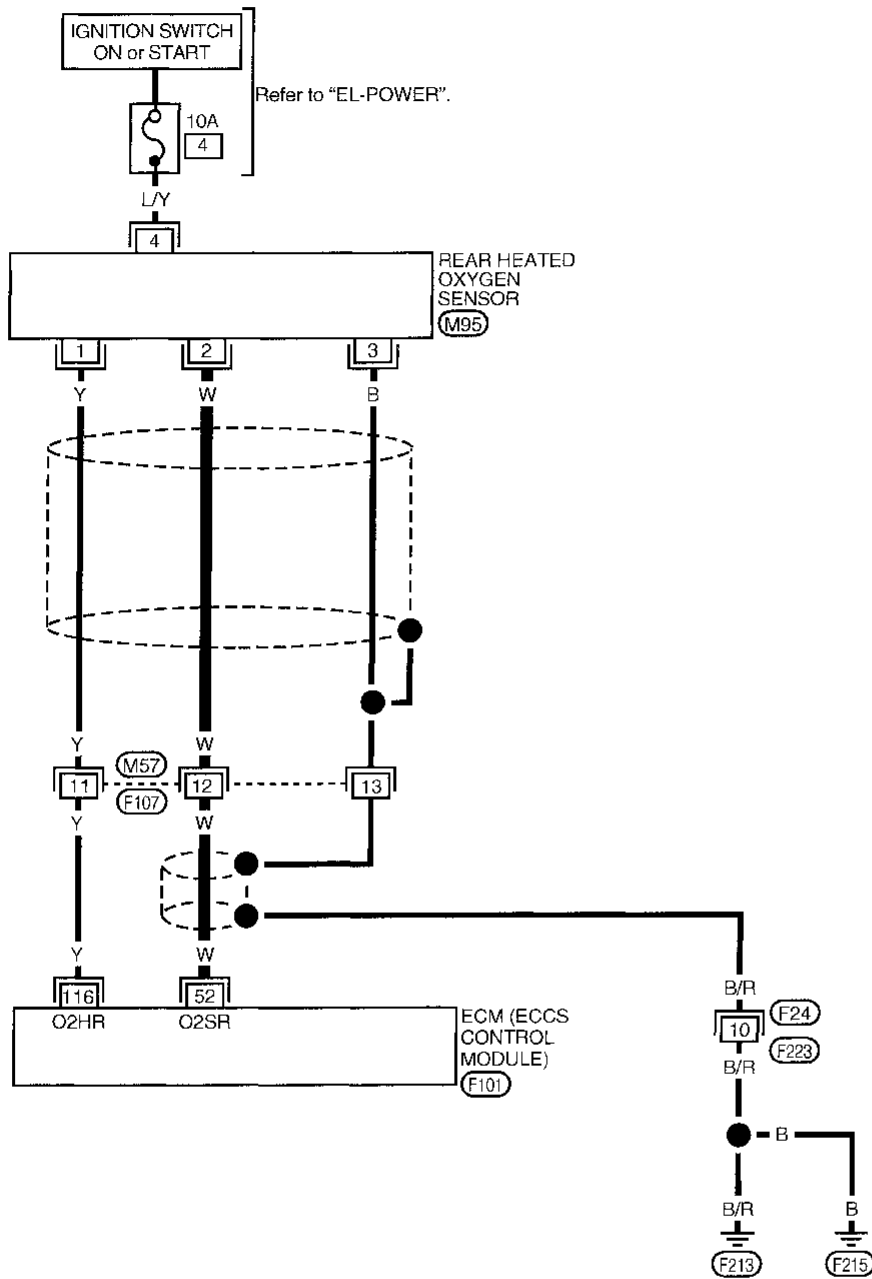 IGNITION SWITCH
ON or START
Refer to "EL-POWER".
10A
4
L/Y
4
REAR HEATED
OXYGEN
SENSOR
M95
1 2 3
Y W B
Y W
11 M57 12 13
F107
Y W
Y W
B/R
116 52
O2HR O2SR
ECM (ECCS
CONTROL
MODULE)
F101
10 F24
F223
B/R
B
B/R B
F213 F215